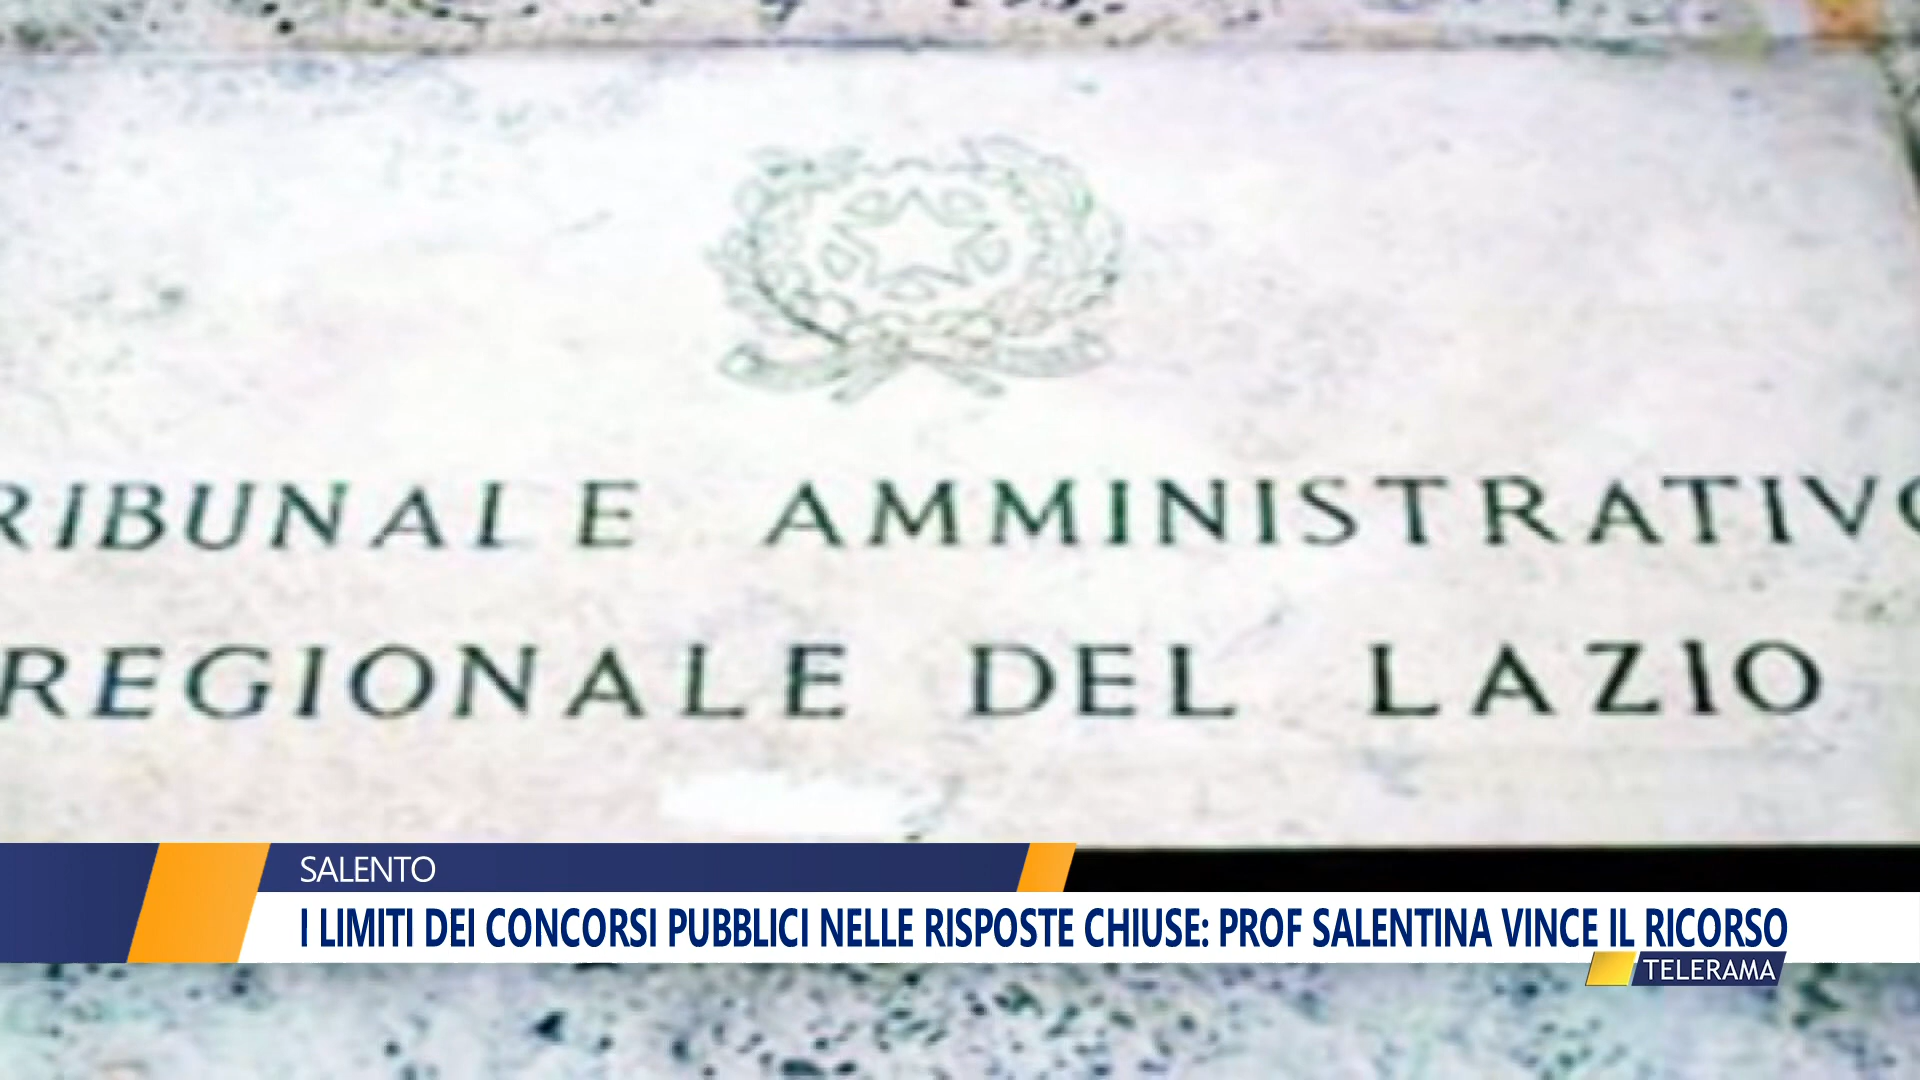 RIBUNALE AMMINISTRATIVO
REGIONALE DEL LAZIO
SALENTO
I LIMITI DEI CONCORSI PUBBLICI NELLE RISPOSTE CHIUSE: PROF SALENTINA VINCE IL RICORSO
TELERAMA